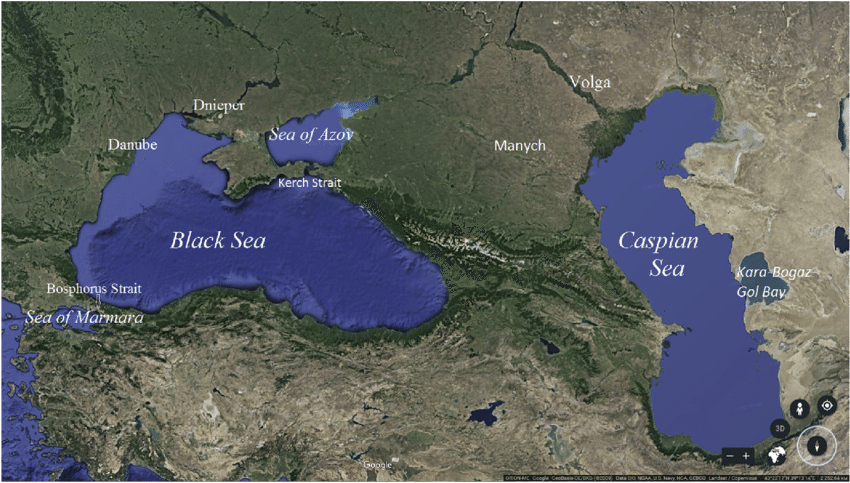 Volga
Dnieper
Sea of Azov
Danube
Manych
Kerch Strait
Black Sea
Caspian
Sea
Kara-Bogaz
Gol Bay
Bosphorus Strait
Sea of Marmara
3D
Google